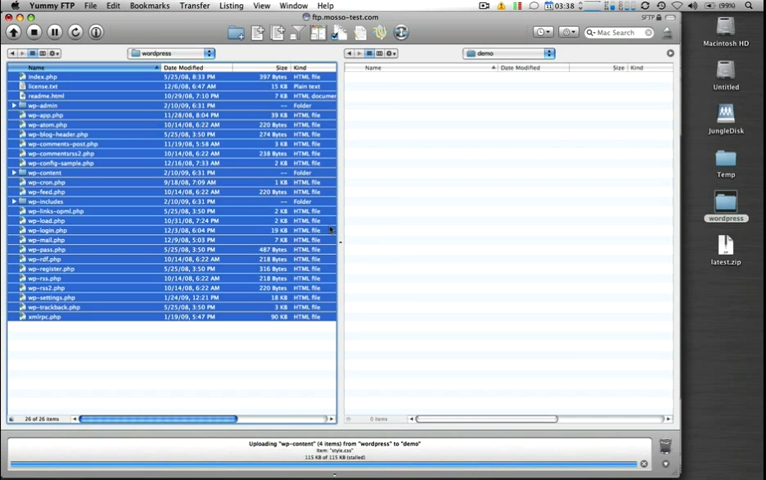 Yummy FTP File Edit Bookmarks Transfer Listing View Window Help 03:38 (99%)
ftp.mosso-test.com
SFTP
Mac Search
wordpress demo
Name Date Modified Size Kind Name Date Modified Size Kind
index.php 5/25/08, 8:33 PM 397 Bytes HTML file
license.txt 12/6/08, 6:47 AM 15 KB Plain text
readme.html 10/29/08, 7:10 PM 7 KB HTML documen
wp-admin 2/10/09, 6:31 PM -- Folder
wp-app.php 11/28/08, 8:04 PM 39 KB HTML file
wp-atom.php 10/14/08, 6:22 AM 220 Bytes HTML file
wp-blog-header.php 5/25/08, 3:50 PM 274 Bytes HTML file
wp-comments-post.php 11/19/08, 5:58 AM 3 KB HTML file
wp-commentsrss2.php 10/14/08, 6:22 AM 238 Bytes HTML file
wp-config-sample.php 12/16/08, 7:33 AM 2 KB HTML file
wp-content 2/10/09, 6:31 PM -- Folder
wp-cron.php 9/18/08, 7:09 AM 1 KB HTML file
wp-feed.php 10/14/08, 6:22 AM 220 Bytes HTML file
wp-includes 2/10/09, 6:31 PM -- Folder
wp-links-opml.php 5/25/08, 3:50 PM 2 KB HTML file
wp-load.php 10/31/08, 7:24 PM 2 KB HTML file
wp-login.php 12/3/08, 6:04 PM 19 KB HTML file
wp-mail.php 12/9/08, 5:03 PM 7 KB HTML file
wp-pass.php 5/25/08, 3:50 PM 487 Bytes HTML file
wp-rdf.php 10/14/08, 6:22 AM 218 Bytes HTML file
wp-register.php 5/25/08, 3:50 PM 316 Bytes HTML file
wp-rss.php 10/14/08, 6:22 AM 218 Bytes HTML file
wp-rss2.php 10/14/08, 6:22 AM 220 Bytes HTML file
wp-settings.php 1/24/09, 12:21 PM 18 KB HTML file
wp-trackback.php 5/25/08, 3:50 PM 3 KB HTML file
xmlrpc.php 1/19/09, 5:47 PM 90 KB HTML file
26 of 26 items 0 items
Uploading "wp-content" (4 items) from "wordpress" to "demo"
Item: "style.css"
115 KB of 115 KB (stalled)
Macintosh HD
Untitled
JungleDisk
Temp
wordpress
latest.zip